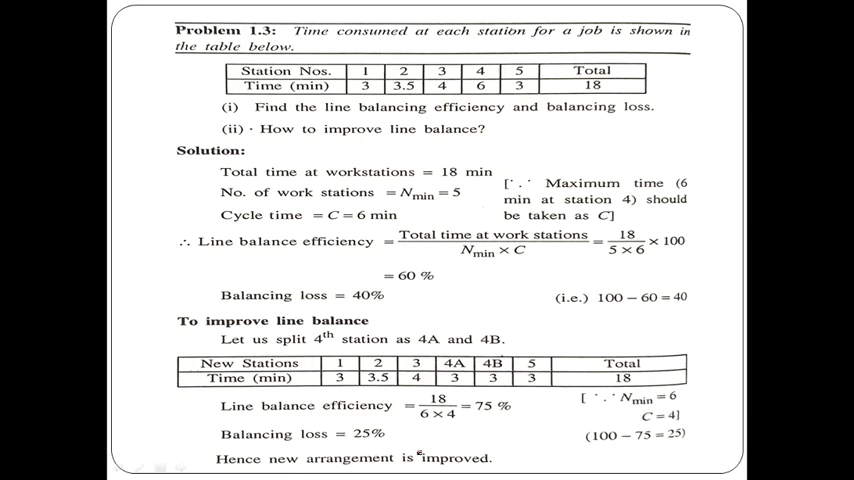 Problem 1.3: Time consumed at each station for a job is shown in
the table below.
Station Nos. 1 2 3 4 5 Total
Time (min) 3 3.5 4 6 3 18
(i) Find the line balancing efficiency and balancing loss.
(ii) · How to improve line balance?
Solution:
Total time at workstations = 18 min
No. of work stations = Nmin = 5
Cycle time = C = 6 min
[∵ Maximum time (6
min at station 4) should
be taken as C]
∴ Line balance efficiency = Total time at work stations / Nmin × C = 18 / 5 × 6 × 100
= 60 %
Balancing loss = 40% (i.e.) 100 − 60 = 40
To improve line balance
Let us split 4th station as 4A and 4B.
New Stations 1 2 3 4A 4B 5 Total
Time (min) 3 3.5 4 3 3 3 18
Line balance efficiency = 18 / 6 × 4 = 75 % [∵ Nmin = 6
C = 4]
Balancing loss = 25% (100 − 75 = 25)
Hence new arrangement is improved.